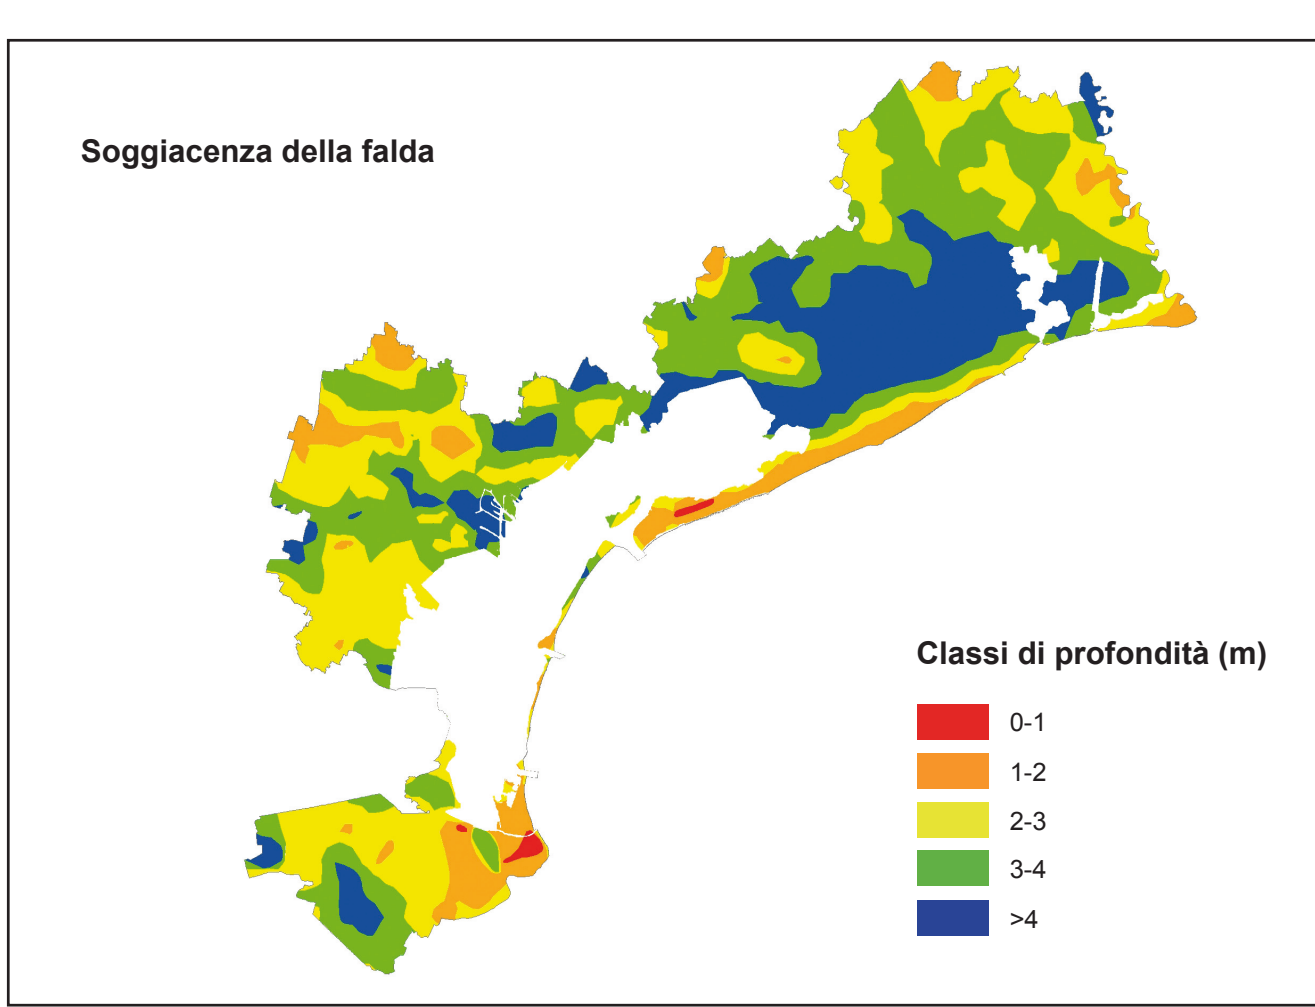 Soggiacenza della falda
Classi di profondità (m)
0-1
1-2
2-3
3-4
>4